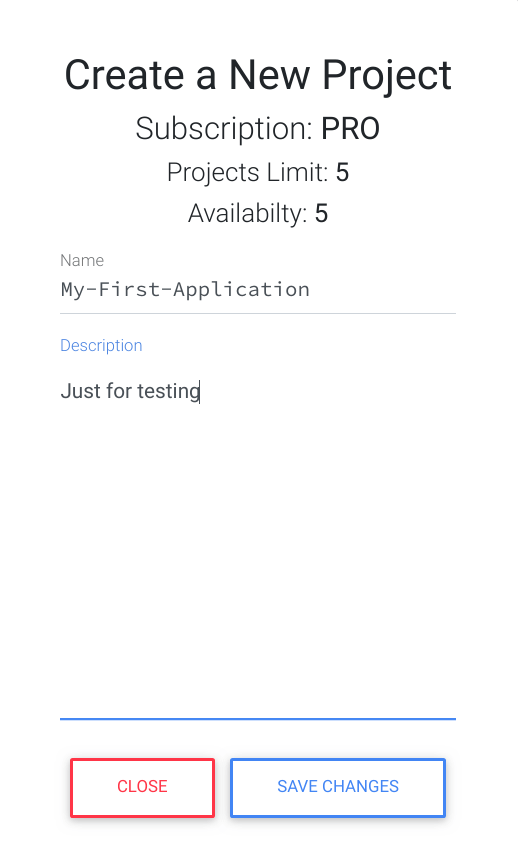 Create a New Project
Subscription: PRO
Projects Limit: 5
Availabilty: 5
Name
My-First-Application
Description
Just for testing
CLOSE
SAVE CHANGES